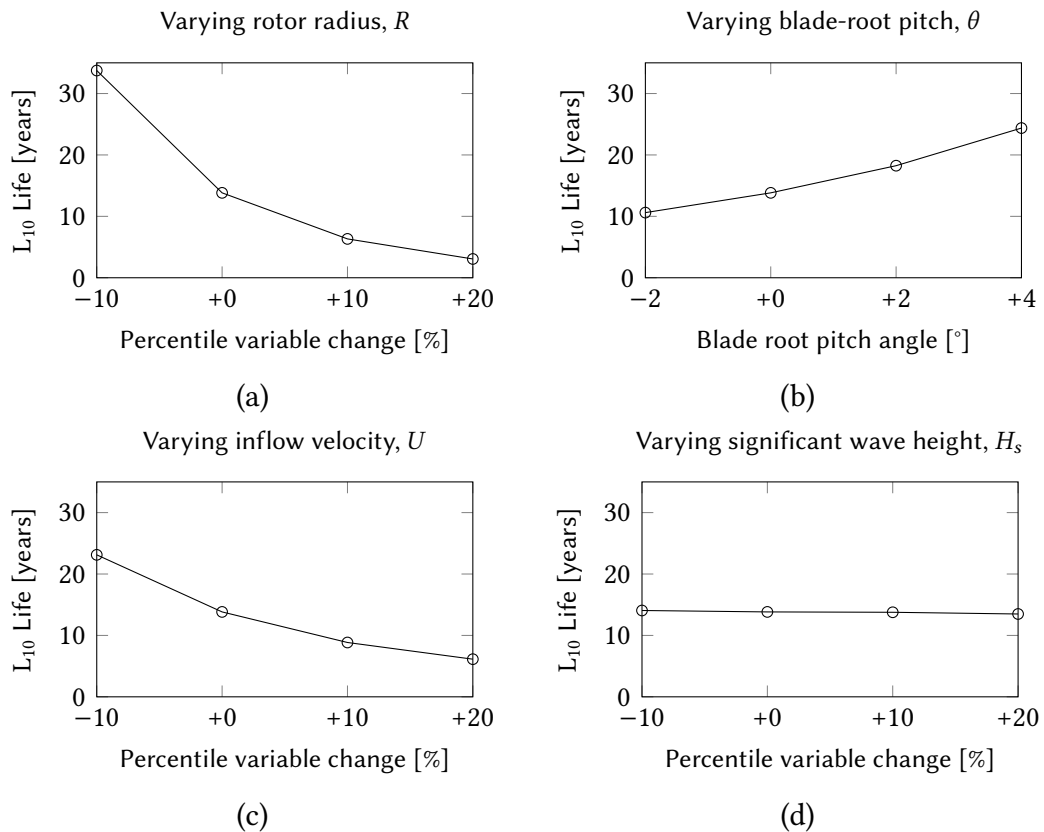 Varying rotor radius, R
L₁₀ Life [years]
30
20
10
0
−10 +0 +10 +20
Percentile variable change [%]
(a)
Varying blade-root pitch, θ
L₁₀ Life [years]
30
20
10
0
−2 +0 +2 +4
Blade root pitch angle [°]
(b)
Varying inflow velocity, U
L₁₀ Life [years]
30
20
10
0
−10 +0 +10 +20
Percentile variable change [%]
(c)
Varying significant wave height, Hₛ
L₁₀ Life [years]
30
20
10
0
−10 +0 +10 +20
Percentile variable change [%]
(d)